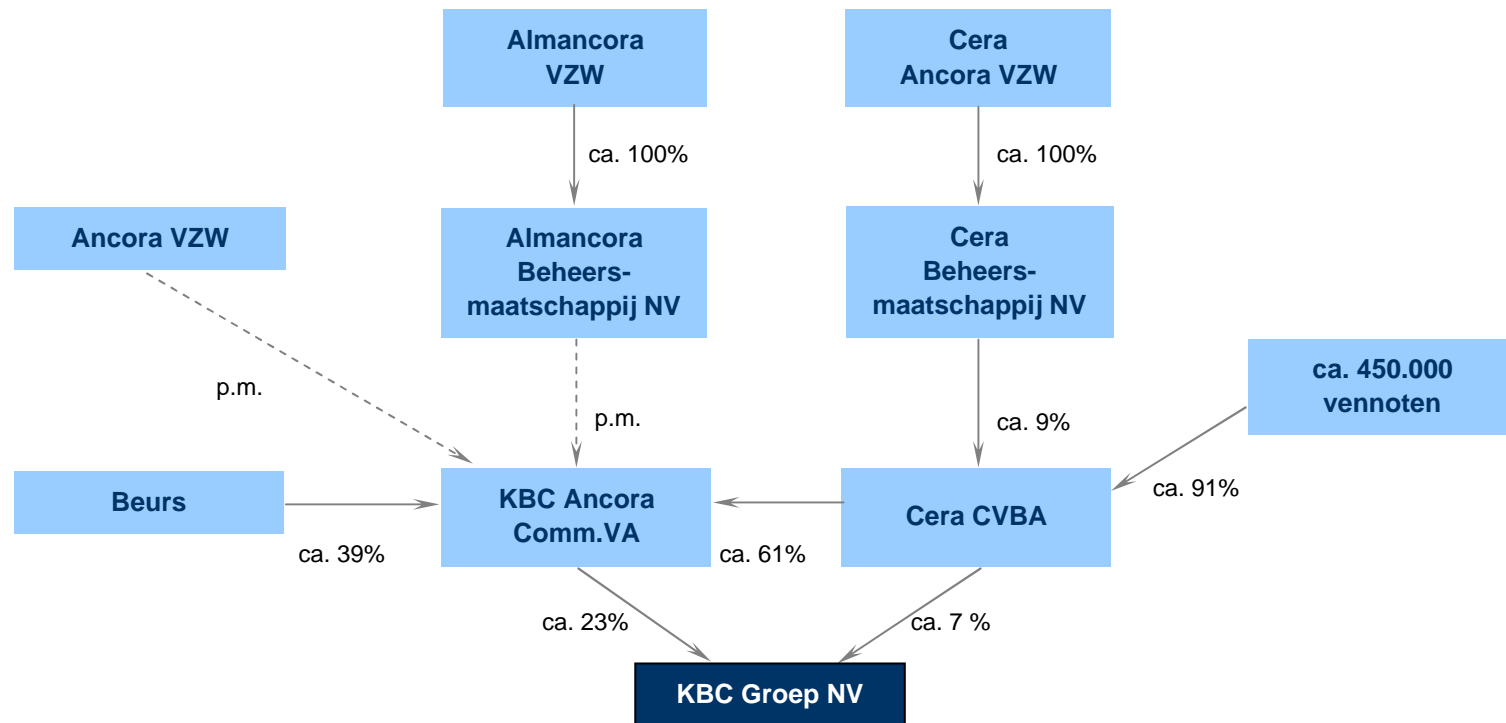 Almancora
VZW
Cera
Ancora VZW
ca. 100%
ca. 100%
Ancora VZW
Almancora
Beheers-
maatschappij NV
Cera
Beheers-
maatschappij NV
ca. 450.000
vennoten
p.m.
p.m.
ca. 9%
ca. 91%
Beurs
KBC Ancora
Comm.VA
Cera CVBA
ca. 39%
ca. 61%
ca. 23%
ca. 7 %
KBC Groep NV